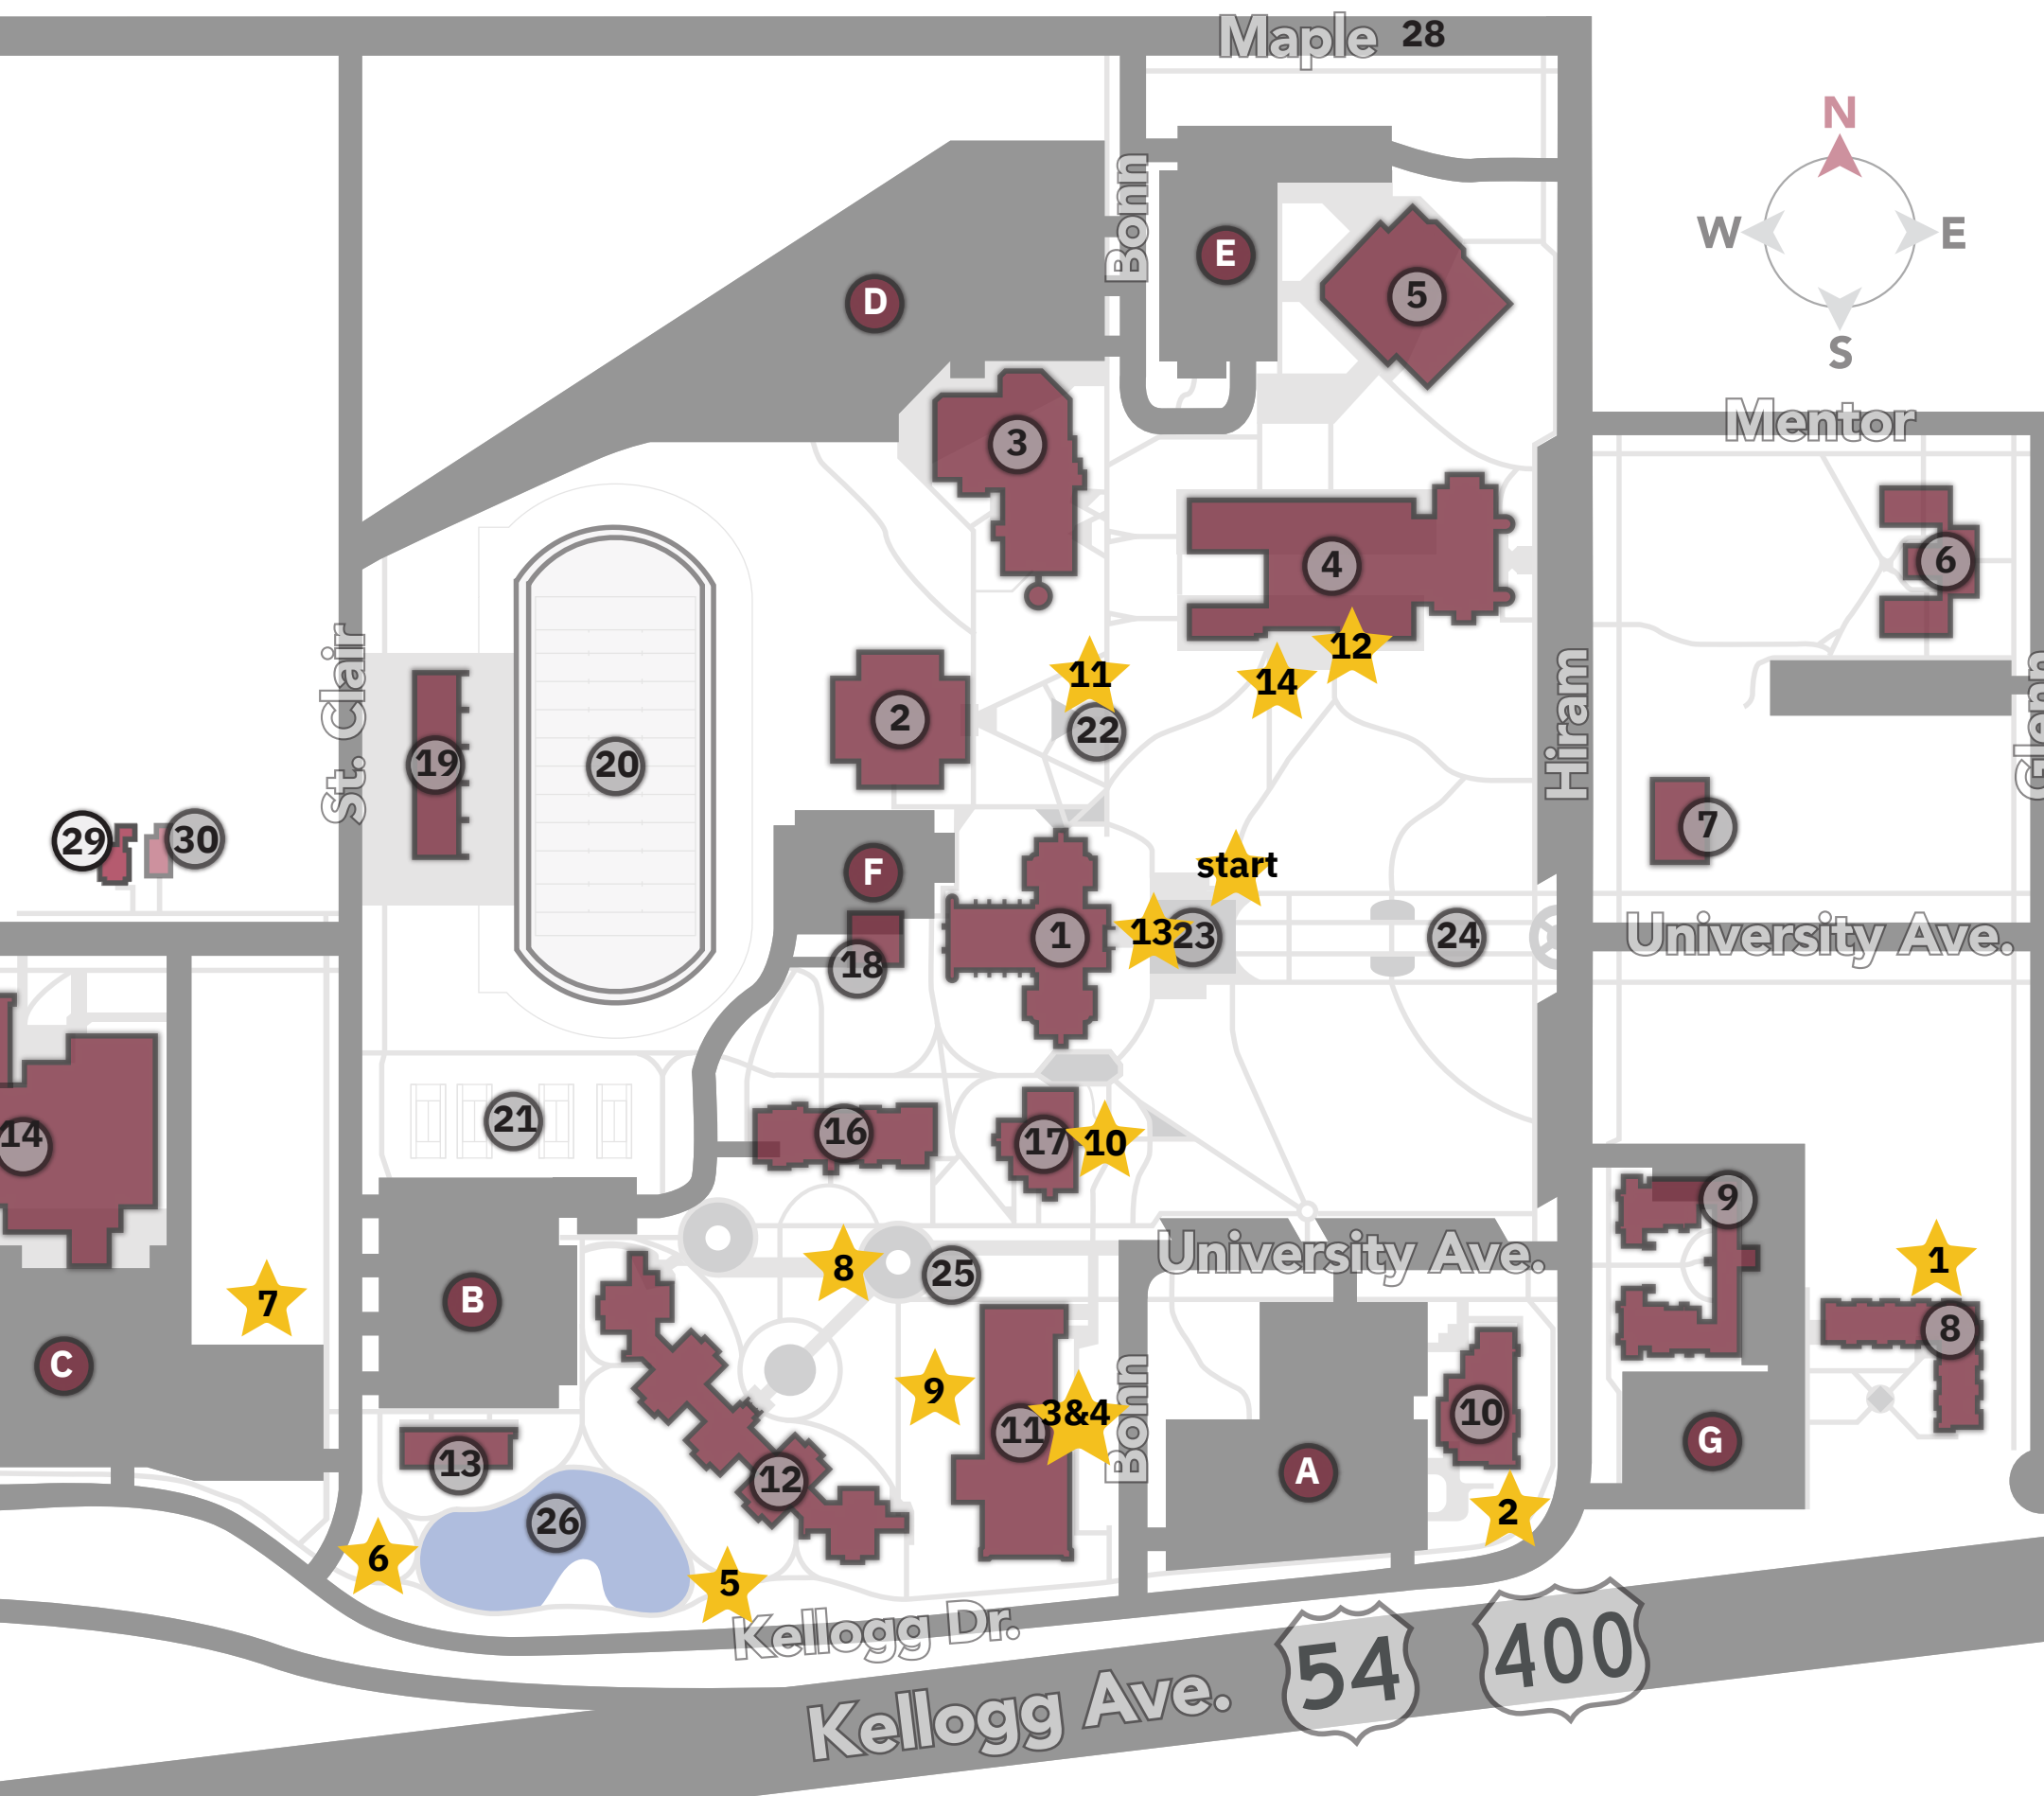 Maple 28
N
W E
S
Bonn
E
D
5
Mentor
3
4
6
St. Clair
Hiram
Glenn
12
11
14
2
22
19
20
7
29
30
F
start
1
13
23
24
University Ave.
18
21
14
16
17
10
9
University Ave.
1
8
25
7
B
8
C
9
3&4
11
Bonn
10
G
A
13
12
26
2
6
5
Kellogg Dr.
54
400
Kellogg Ave.